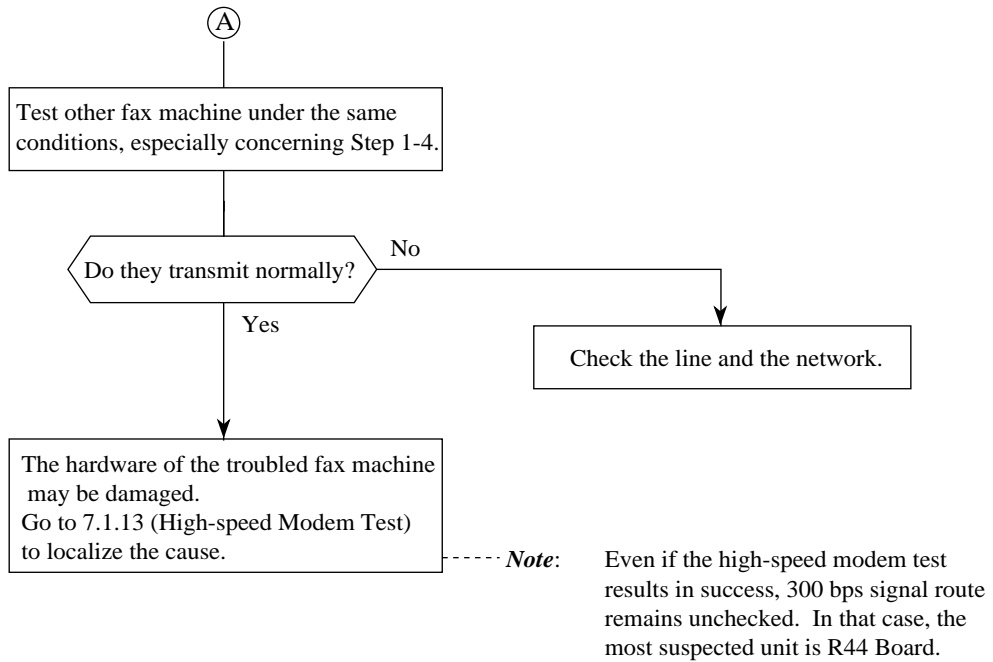 A
Test other fax machine under the same
conditions, especially concerning Step 1-4.
Do they transmit normally?
No
Yes
Check the line and the network.
The hardware of the troubled fax machine
may be damaged.
Go to 7.1.13 (High-speed Modem Test)
to localize the cause.
Note: Even if the high-speed modem test
results in success, 300 bps signal route
remains unchecked. In that case, the
most suspected unit is R44 Board.